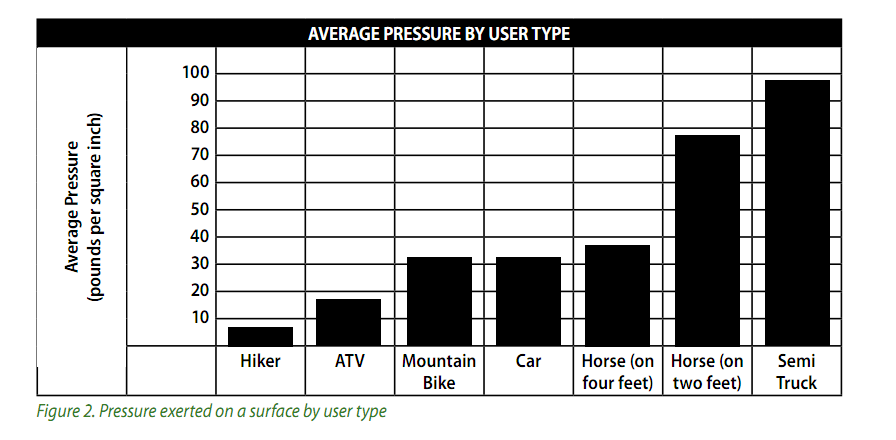 AVERAGE PRESSURE BY USER TYPE
Average Pressure
(pounds per square inch)
100
90
80
70
60
50
40
30
20
10
Hiker
ATV
Mountain
Bike
Car
Horse (on
four feet)
Horse (on
two feet)
Semi
Truck
Figure 2. Pressure exerted on a surface by user type